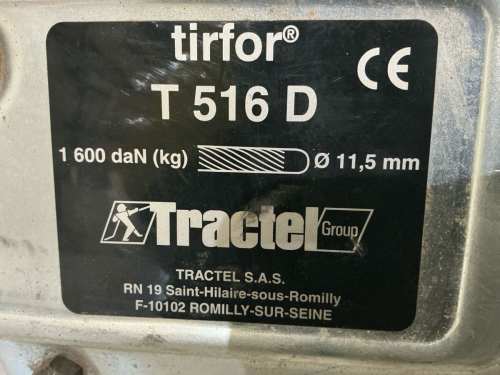 tirfor®
CE
T 516 D
1 600 daN (kg) Ø 11,5 mm
Tractel Group
TRACTEL S.A.S.
RN 19 Saint-Hilaire-sous-Romilly
F-10102 ROMILLY-SUR-SEINE